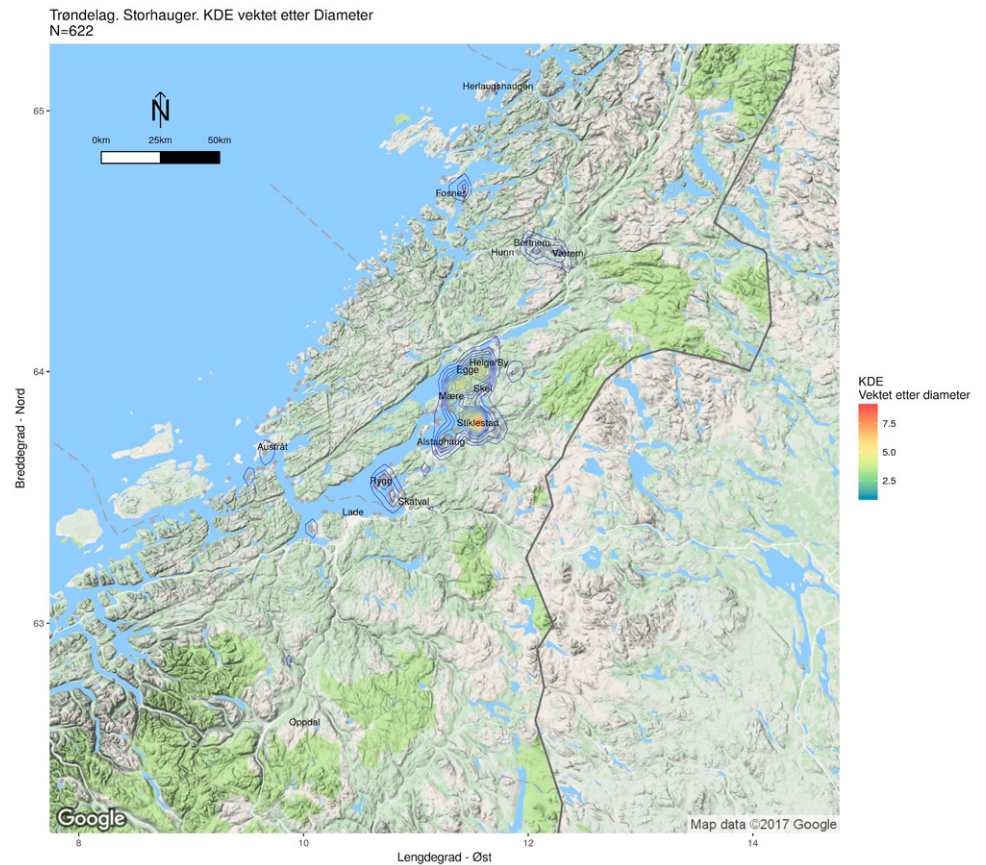 Trøndelag. Storhauger. KDE vektet etter Diameter
N=622
Herlaugshaugen
65
N
0km 25km 50km
Fosnes
Bertnem
Hunn Værem
64
Helge By
Egge
Skei
Mære
Stiklestad
Alstadhaug
Austråt
Rygg
Skatval
Lade
63
Oppdal
KDE
Vektet etter diameter
7.5
5.0
2.5
Breddegrad - Nord
Google
Map data ©2017 Google
8 10 12 14
Lengdegrad - Øst